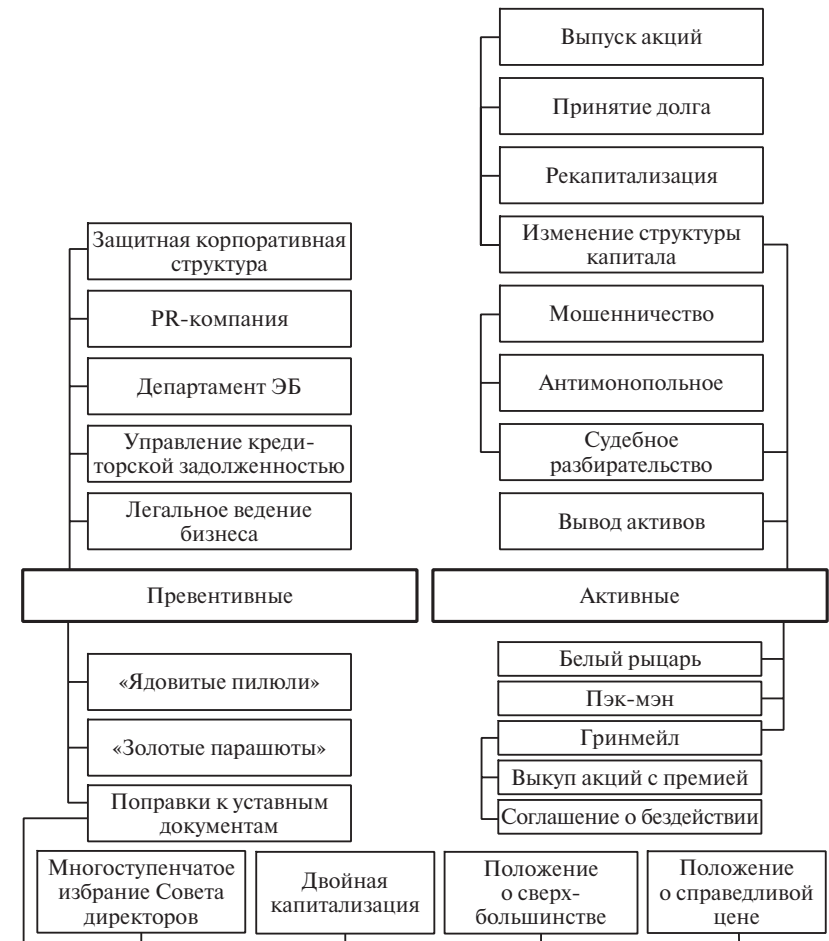 Выпуск акций
Принятие долга
Рекапитализация
Изменение структуры
капитала
Мошенничество
Антимонопольное
Судебное
разбирательство
Вывод активов
Защитная корпоративная
структура
PR-компания
Департамент ЭБ
Управление креди-
торской задолженностью
Легальное ведение
бизнеса
Превентивные
Активные
«Ядовитые пилюли»
«Золотые парашюты»
Поправки к уставным
документам
Белый рыцарь
Пэк-мэн
Гринмейл
Выкуп акций с премией
Соглашение о бездействии
Многоступенчатое
избрание Совета
директоров
Двойная
капитализация
Положение
о сверх-
большинстве
Положение
о справедливой
цене